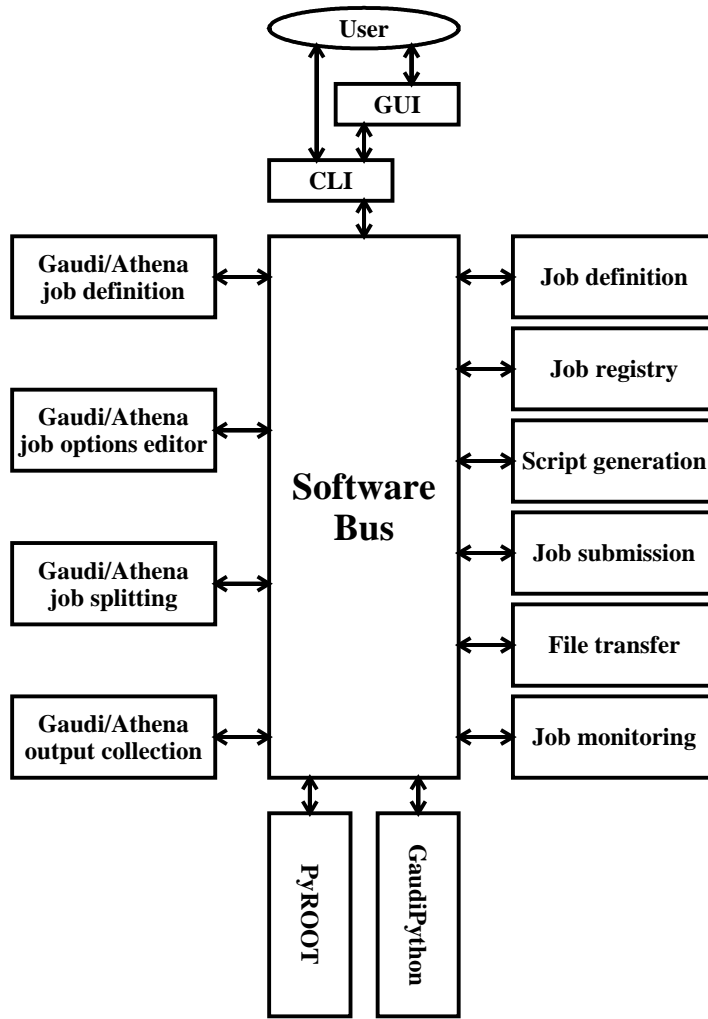 User
GUI
CLI
Gaudi/Athena
job definition
Gaudi/Athena
job options editor
Gaudi/Athena
job splitting
Gaudi/Athena
output collection
Software
Bus
Job definition
Job registry
Script generation
Job submission
File transfer
Job monitoring
PyROOT
GaudiPython